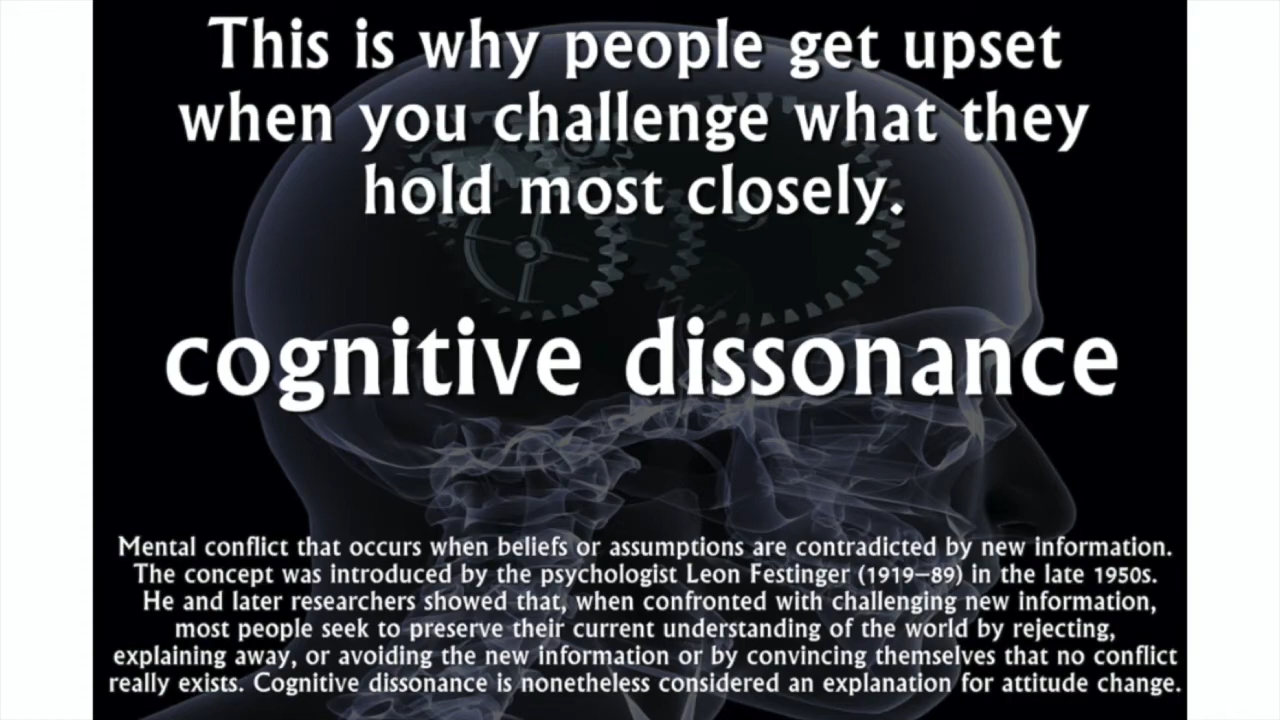 This is why people get upset
when you challenge what they
hold most closely.
cognitive dissonance
Mental conflict that occurs when beliefs or assumptions are contradicted by new information.
The concept was introduced by the psychologist Leon Festinger (1919–89) in the late 1950s.
He and later researchers showed that, when confronted with challenging new information,
most people seek to preserve their current understanding of the world by rejecting,
explaining away, or avoiding the new information or by convincing themselves that no conflict
really exists. Cognitive dissonance is nonetheless considered an explanation for attitude change.